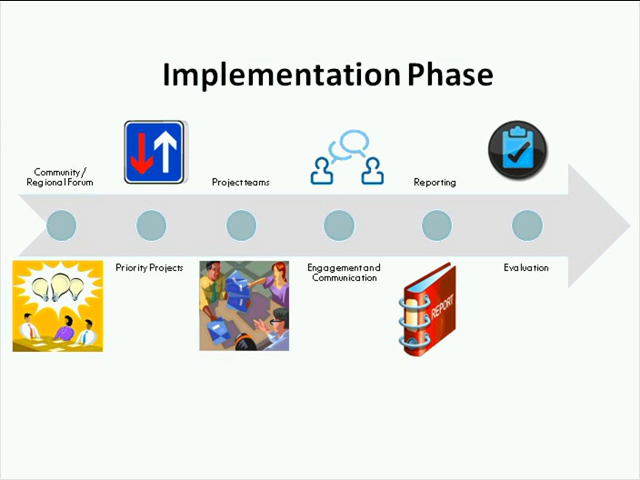 Implementation Phase
Community /
Regional Forum
Project teams
Reporting
Priority Projects
Engagement and
Communication
Evaluation
REPORT